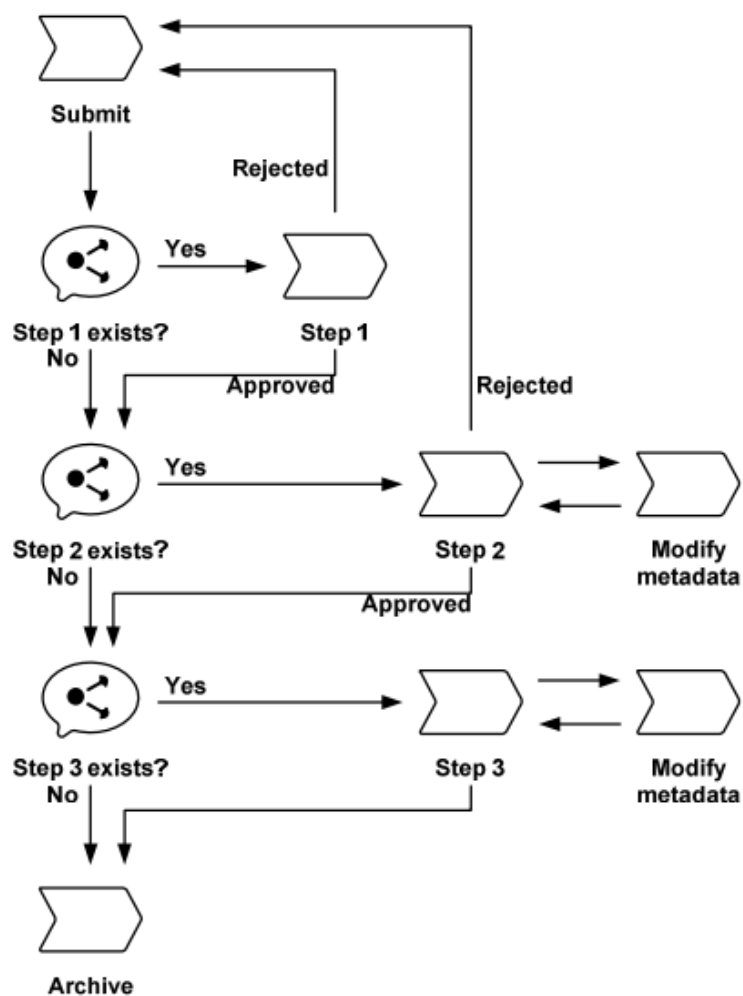 Submit
Rejected
Yes
Step 1 exists?
Step 1
No
Approved
Rejected
Yes
Step 2 exists?
Step 2
Modify
metadata
No
Approved
Yes
Step 3 exists?
Step 3
Modify
metadata
No
Archive